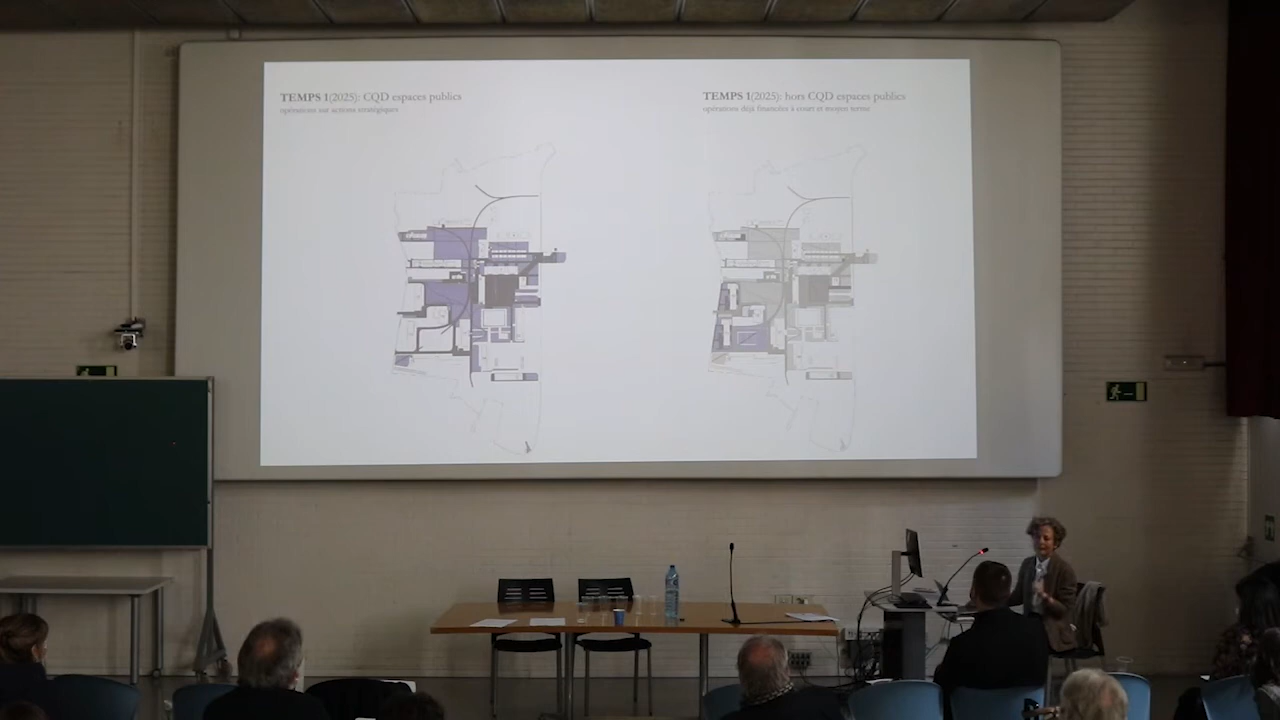 TEMPS 1(2025): CQD espaces publics
opérations sur actions stratégiques
TEMPS 1(2025): hors CQD espaces publics
opérations déjà financées à court et moyen terme